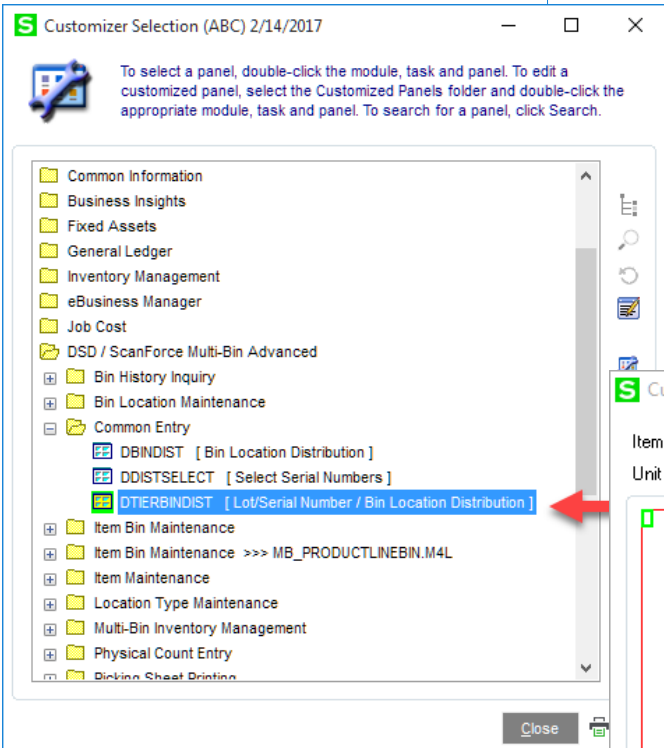 S Customizer Selection (ABC) 2/14/2017
To select a panel, double-click the module, task and panel. To edit a
customized panel, select the Customized Panels folder and double-click the
appropriate module, task and panel. To search for a panel, click Search.
Common Information
Business Insights
Fixed Assets
General Ledger
Inventory Management
eBusiness Manager
Job Cost
DSD / ScanForce Multi-Bin Advanced
Bin History Inquiry
Bin Location Maintenance
Common Entry
DBINDIST [ Bin Location Distribution ]
DDISTSELECT [ Select Serial Numbers ]
DTIERBINDIST [ Lot/Serial Number / Bin Location Distribution ]
Item Bin Maintenance
Item Bin Maintenance >>> MB_PRODUCTLINEBIN.M4L
Item Maintenance
Location Type Maintenance
Multi-Bin Inventory Management
Physical Count Entry
Picking Sheet Printing
Close
S Cu
Item
Unit